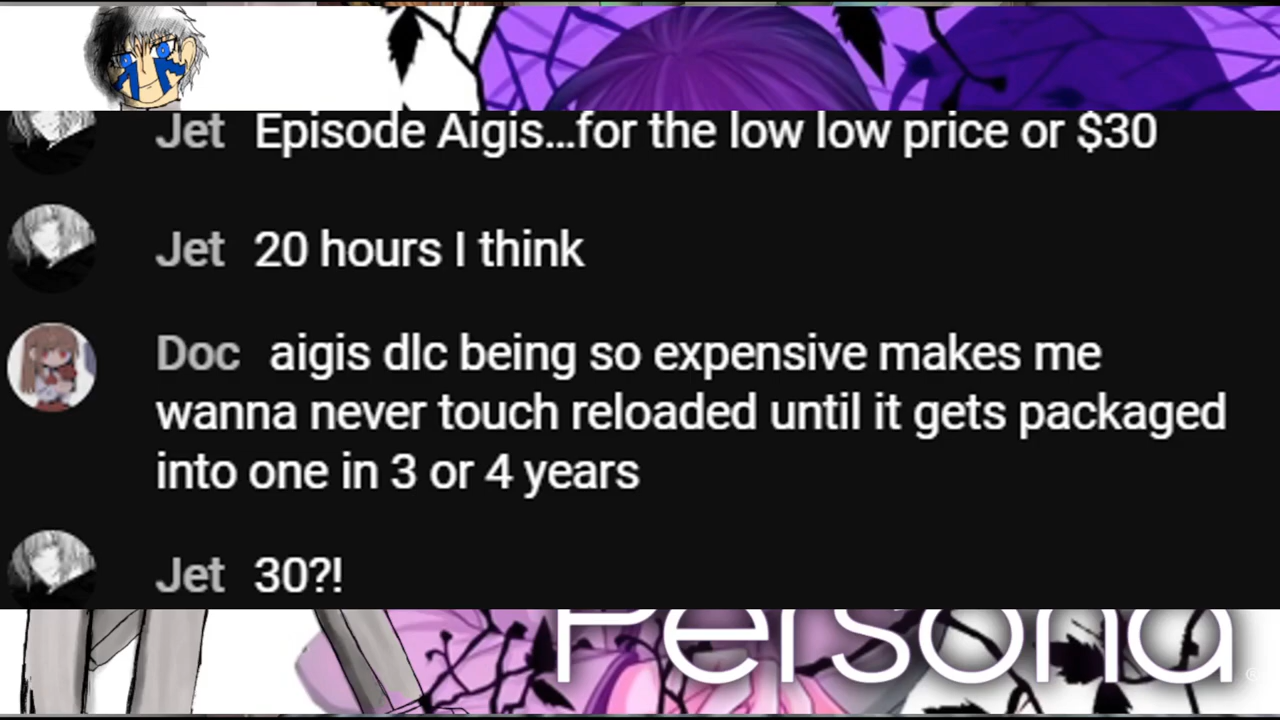 Jet Episode Aigis...for the low low price or $30
Jet 20 hours I think
Doc aigis dlc being so expensive makes me
wanna never touch reloaded until it gets packaged
into one in 3 or 4 years
Jet 30?!
Persona